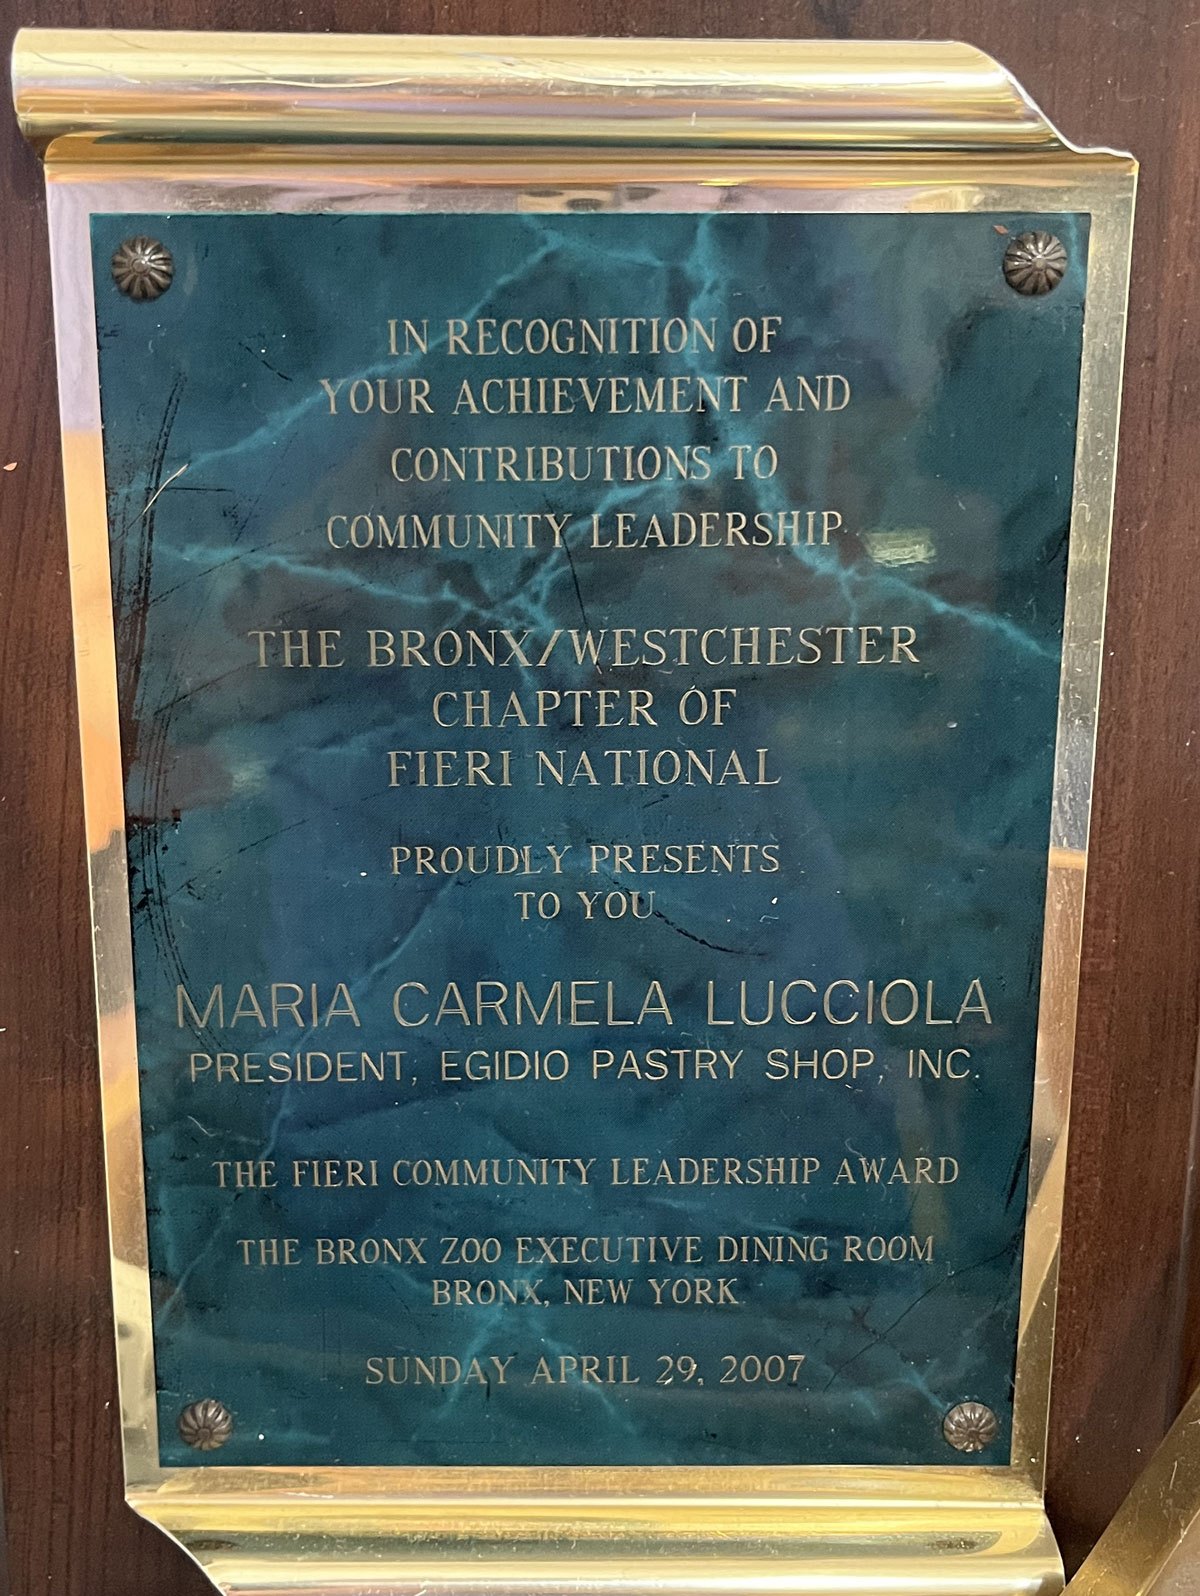 IN RECOGNITION OF
YOUR ACHIEVEMENT AND
CONTRIBUTIONS TO
COMMUNITY LEADERSHIP
THE BRONX/WESTCHESTER
CHAPTER OF
FIERI NATIONAL
PROUDLY PRESENTS
TO YOU
MARIA CARMELA LUCCIOLA
PRESIDENT, EGIDIO PASTRY SHOP, INC.
THE FIERI COMMUNITY LEADERSHIP AWARD
THE BRONX ZOO EXECUTIVE DINING ROOM
BRONX, NEW YORK
SUNDAY APRIL 29, 2007